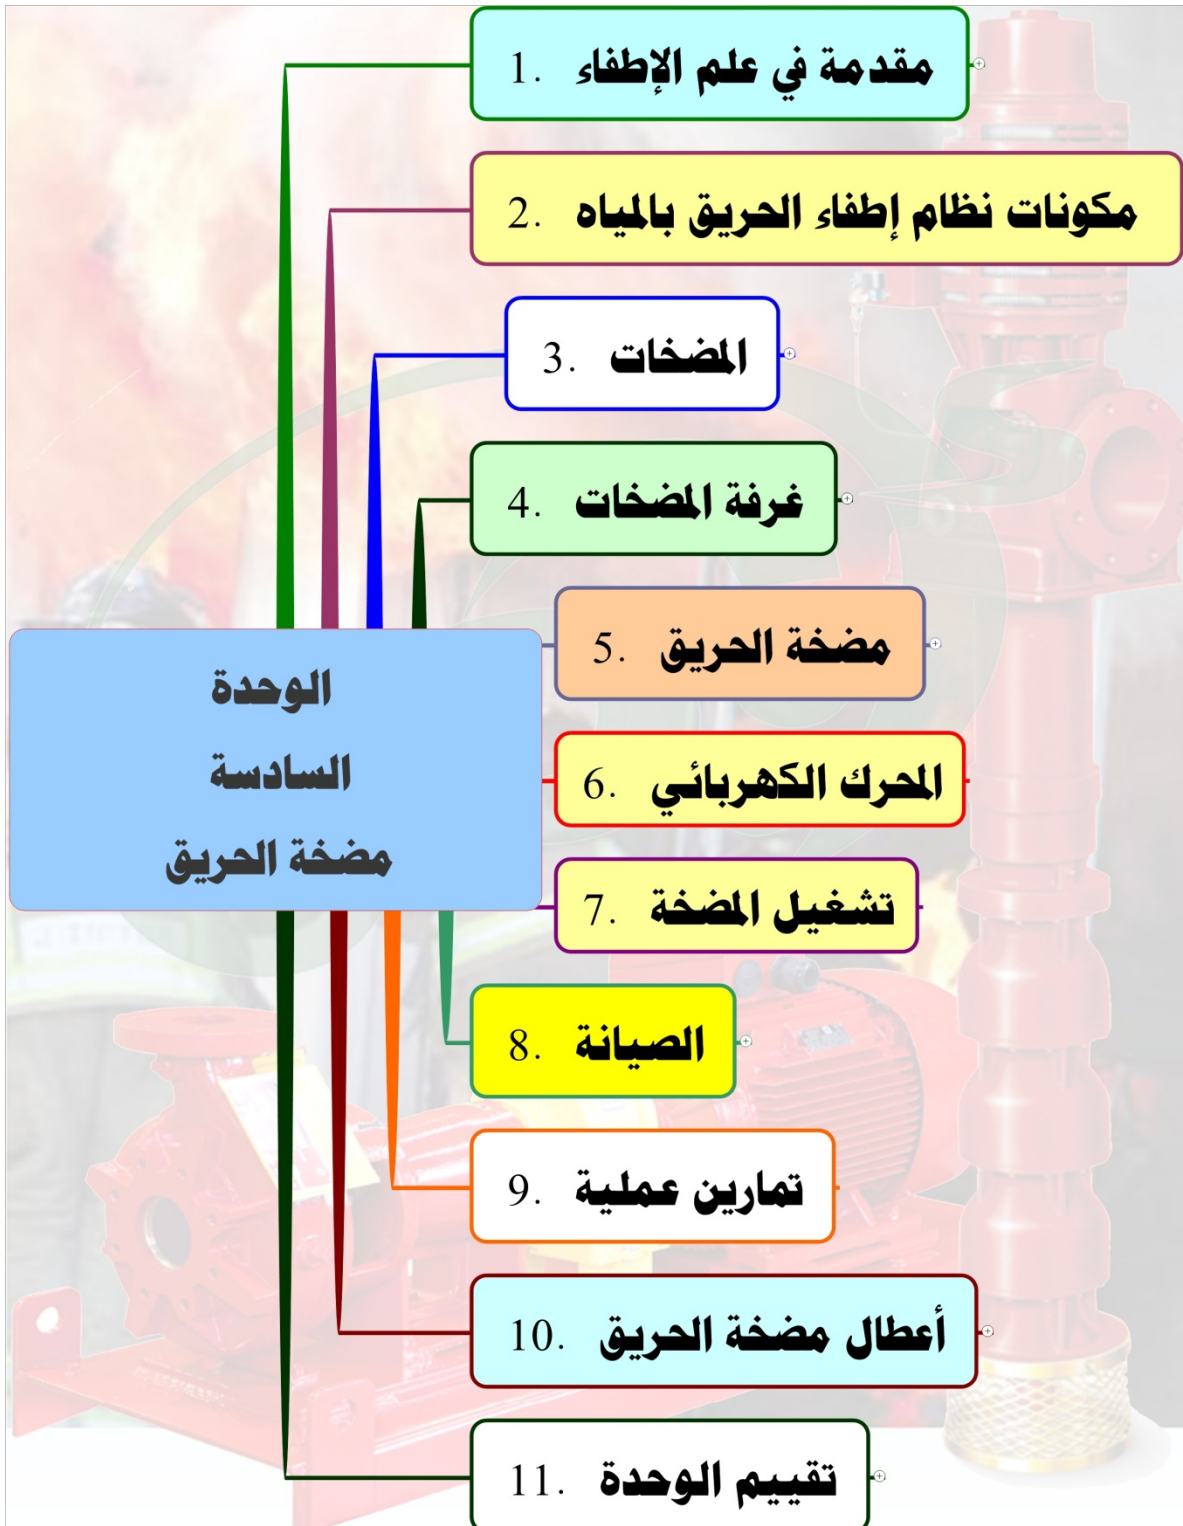 1. مقدمة في علم الإطفاء
2. مكونات نظام إطفاء الحريق بالمياه
3. المضخات
4. غرفة المضخات
5. مضخة الحريق
الوحدة
السادسة
مضخة الحريق
6. المحرك الكهربائي
7. تشغيل المضخة
8. الصيانة
9. تمارين عملية
10. أعطال مضخة الحريق
11. تقييم الوحدة